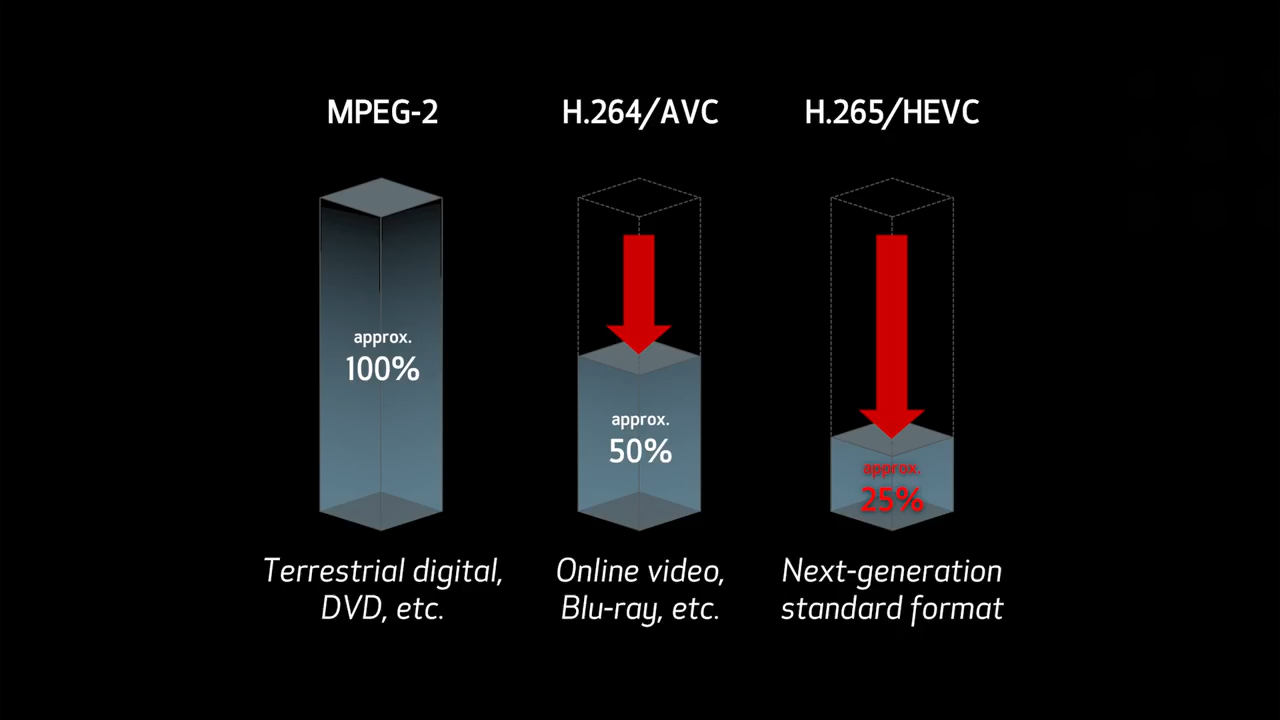 MPEG-2
H.264/AVC
H.265/HEVC
approx.
100%
approx.
50%
approx.
25%
Terrestrial digital,
DVD, etc.
Online video,
Blu-ray, etc.
Next-generation
standard format